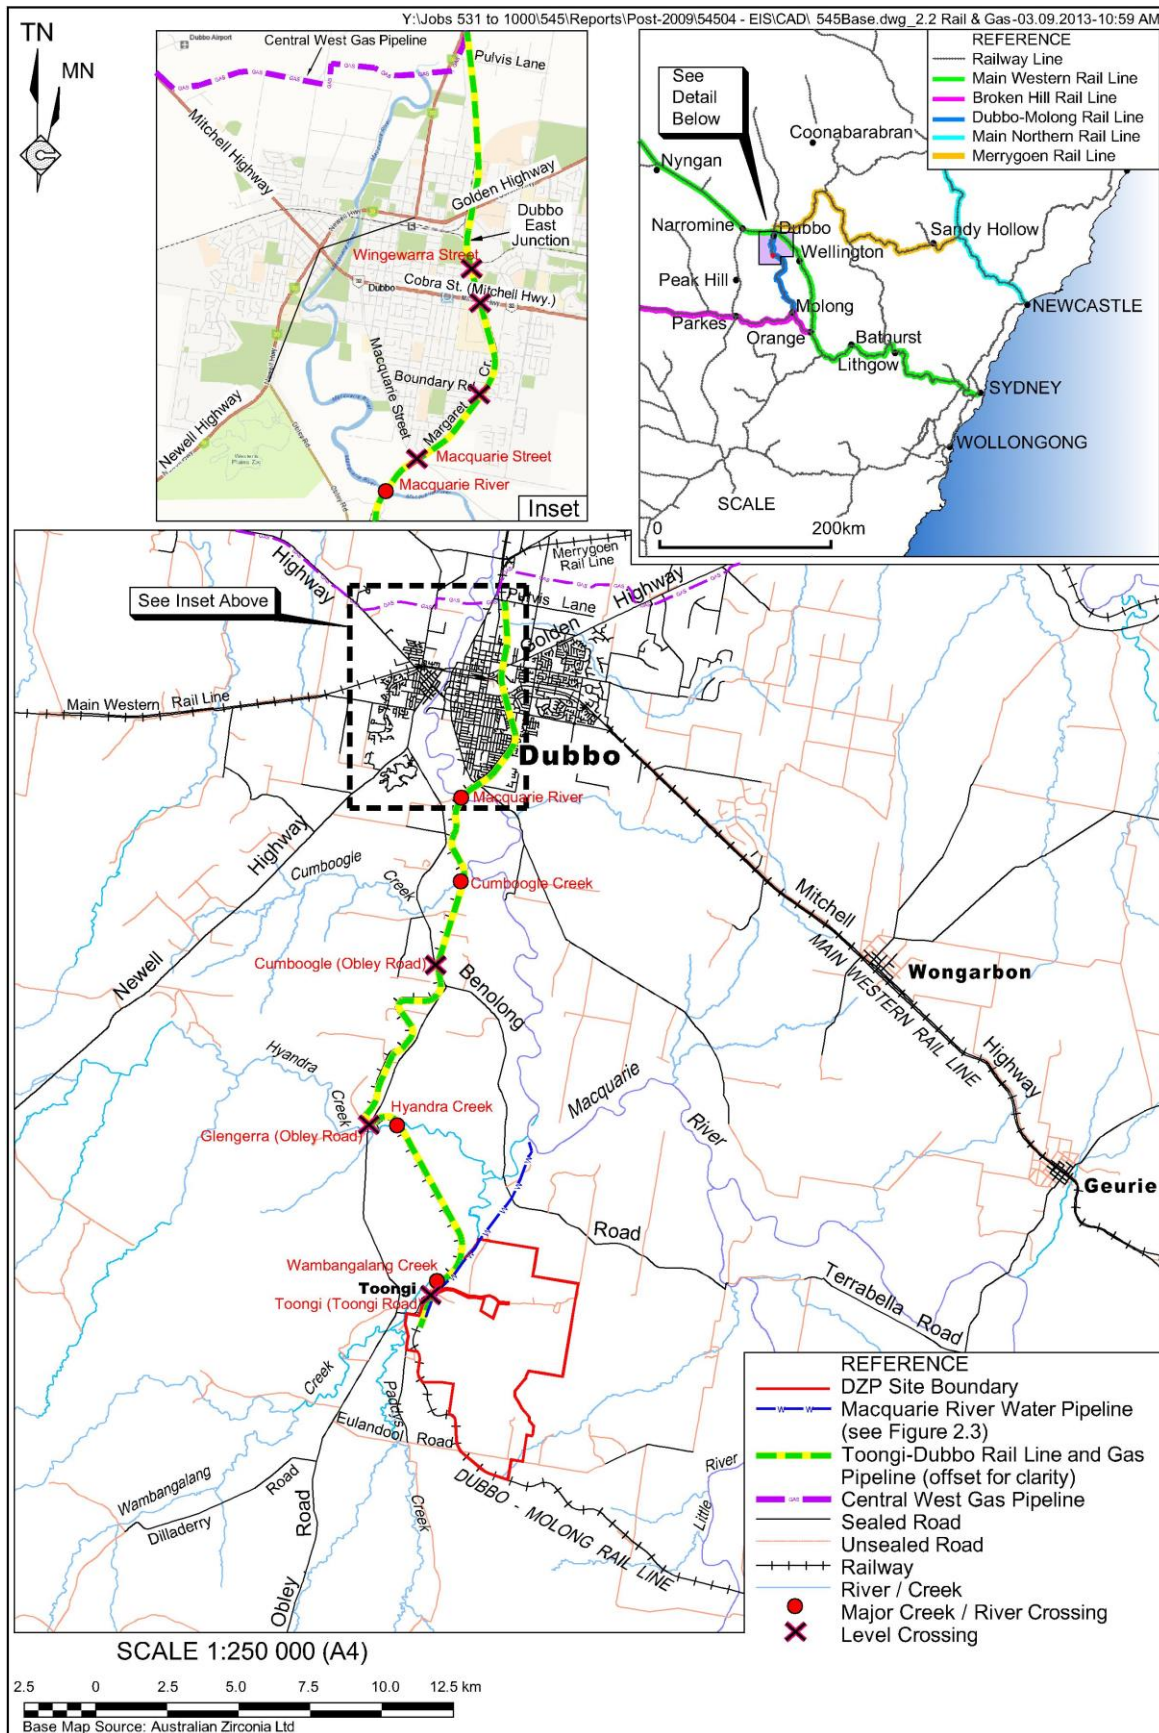 Y:\Jobs 531 to 1000\545\Reports\Post-2009\54504 - EIS\CAD\ 545Base.dwg_2.2 Rail & Gas-03.09.2013-10:59 AM
TN
MN
Dubbo Airport
Central West Gas Pipeline
Pulvis Lane
GAS
GAS
GAS
GAS
Mitchell Highway
Golden Highway
Newell Hwy
Dubbo
East
Junction
Wingewarra Street
Cobra St. (Mitchell Hwy.)
Dubbo
Macquarie Street
Boundary Rd.
Margaret Cr.
Newell Highway
Obley Rd
Macquarie Street
Macquarie River
Inset
See
Detail
Below
REFERENCE
Railway Line
Main Western Rail Line
Broken Hill Rail Line
Dubbo-Molong Rail Line
Main Northern Rail Line
Merrygoen Rail Line
Coonabarabran
Nyngan
Narromine
Dubbo
Sandy Hollow
Wellington
Peak Hill
Molong
NEWCASTLE
Parkes
Orange
Bathurst
Lithgow
SYDNEY
WOLLONGONG
SCALE
0
200km
Highway
Merrygoen
Rail Line
See Inset Above
Pulvis Lane
Highway
Golden
Main Western Rail Line
Dubbo
Macquarie River
Highway
Cumboogle
Creek
Cumboogle Creek
Newell
Cumboogle (Obley Road)
Benolong
Mitchell
MAIN WESTERN RAIL LINE
Wongarbon
Highway
Hyandra
Creek
Macquarie
River
Hyandra Creek
Glengerra (Obley Road)
Geurie
Road
Wambangalang Creek
Toongi
Toongi (Toongi Road)
Terrabella Road
Creek
Paddys
Eulandool Road
Wambangalang
Road
Dilladerry
Road
Creek
Obley
DUBBO - MOLONG RAIL LINE
River
Little
REFERENCE
DZP Site Boundary
Macquarie River Water Pipeline
(see Figure 2.3)
Toongi-Dubbo Rail Line and Gas
Pipeline (offset for clarity)
Central West Gas Pipeline
Sealed Road
Unsealed Road
Railway
River / Creek
Major Creek / River Crossing
Level Crossing
SCALE 1:250 000 (A4)
2.5 0 2.5 5.0 7.5 10.0 12.5 km
Base Map Source: Australian Zirconia Ltd